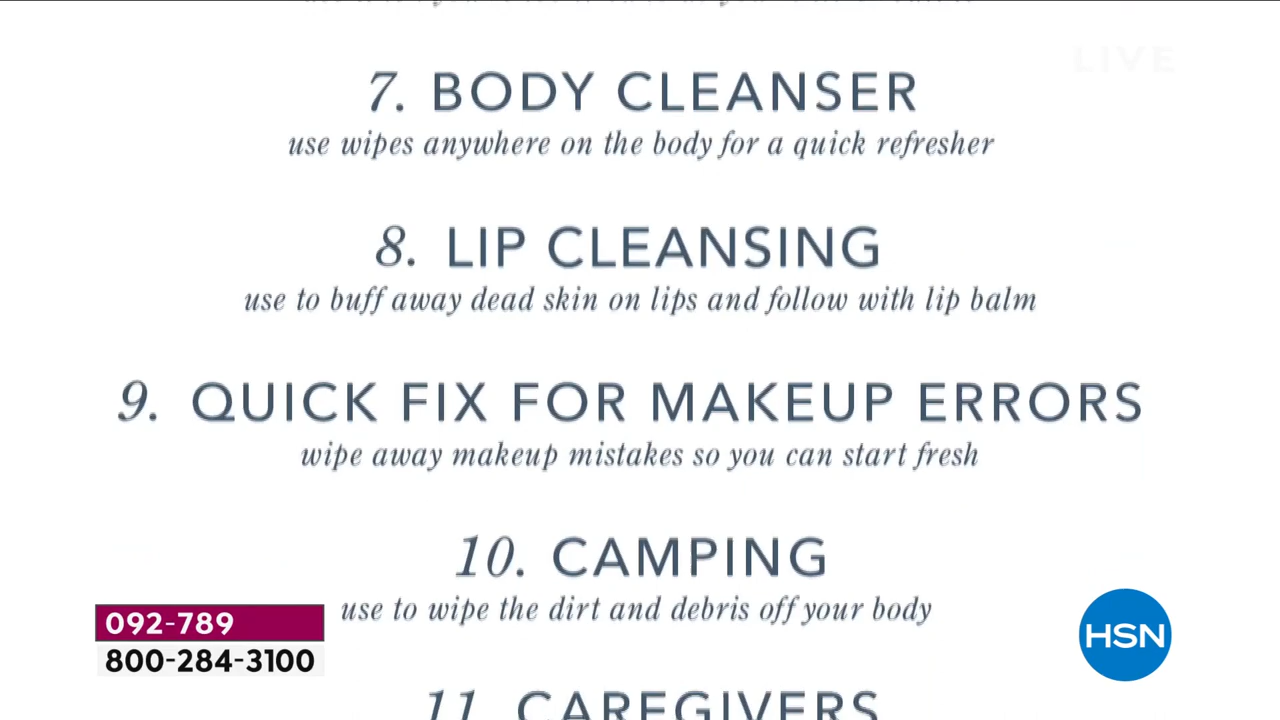 LIVE
7. BODY CLEANSER
use wipes anywhere on the body for a quick refresher
8. LIP CLEANSING
use to buff away dead skin on lips and follow with lip balm
9. QUICK FIX FOR MAKEUP ERRORS
wipe away makeup mistakes so you can start fresh
10. CAMPING
use to wipe the dirt and debris off your body
092-789
800-284-3100
HSN
11. CAREGIVERS